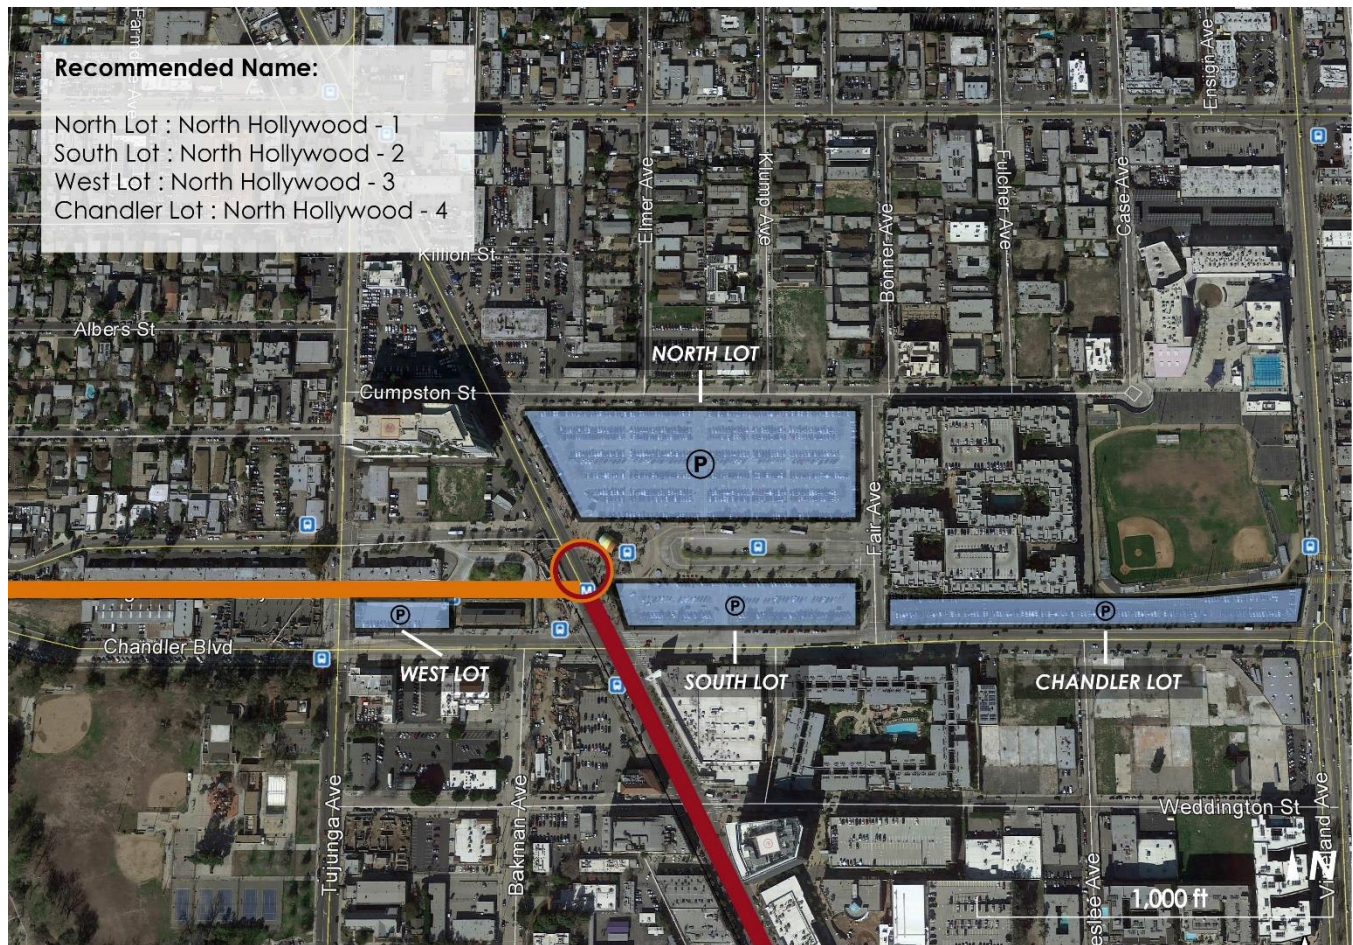 Recommended Name:
North Lot : North Hollywood - 1
South Lot : North Hollywood - 2
West Lot : North Hollywood - 3
Chandler Lot : North Hollywood - 4
Ensign Ave
Elmer Ave
Klump Ave
Bonner Ave
Fulcher Ave
Case Ave
Killion St
Albers St
Cumpston St
NORTH LOT
P
Fair Ave
M
P
P
P
Chandler Blvd
WEST LOT
SOUTH LOT
CHANDLER LOT
Tujunga Ave
Bakman Ave
Weddington St
Ave
Ave
N
1,000 ft